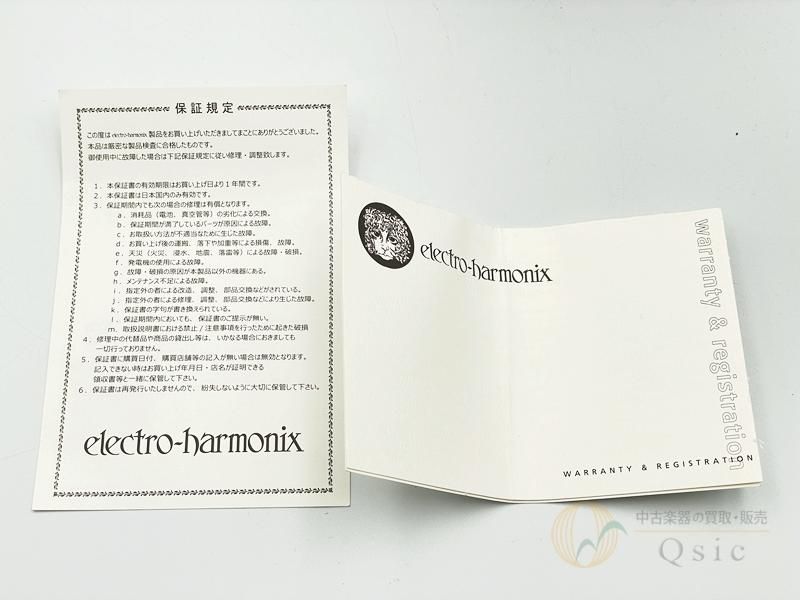 保証規定
この度は electro-harmonix 製品をお買い上げいただきましてまことにありがとうございました。
本品は厳密な製品検査に合格したものです。
御使用中に故障した場合は下記保証規定に従い修理・調整致します。
1．本保証書の有効期限はお買い上げ日より1年間です。
2．本保証書は日本国内のみ有効です。
3．保証期間内でも次の場合の修理は有償となります。
a．消耗品（電池、真空管等）の劣化による交換。
b．保証期間が満了しているパーツが原因による故障。
c．お取扱い方法が不適当なために生じた故障。
d．お買い上げ後の運搬、落下や加重等による損傷、故障。
e．天災（火災、浸水、地震、落雷等）による故障・破損。
f．発電機の使用による故障。
g．故障・破損の原因が本製品以外の機器にある。
h．メンテナンス不足による故障。
i．指定外の者による改造、調整、部品交換などがされている。
j．指定外の者による修理、調整、部品交換などにより生じた故障。
k．保証書の字句が書き換えられている。
l．保証期間内においても、保証書のご提示が無い。
m．取扱説明書における禁止／注意事項を行ったために起きた破損
4．修理中の代替品や商品の貸出し等は、いかなる場合におきましても
一切行っておりません。
5．保証書に購買日付、購買店舗等の記入が無い場合は無効となります。
記入できない時はお買い上げ年月日・店名が証明できる
領収書等と一緒に保管して下さい。
6．保証書は再発行いたしませんので、紛失しないように大切に保管して下さい。
electro-harmonix
electro-harmonix
warranty & registration
WARRANTY & REGISTRATION
中古楽器の買取・販売
Qsic